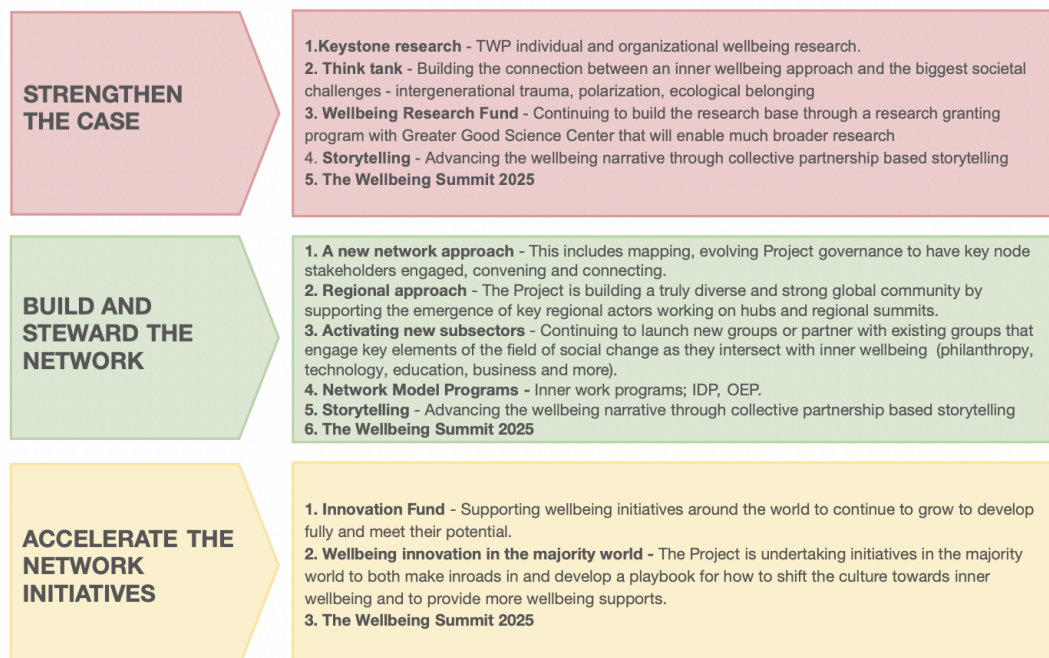 STRENGTHEN
THE CASE
1.Keystone research - TWP individual and organizational wellbeing research.
2. Think tank - Building the connection between an inner wellbeing approach and the biggest societal
challenges - intergenerational trauma, polarization, ecological belonging
3. Wellbeing Research Fund - Continuing to build the research base through a research granting
program with Greater Good Science Center that will enable much broader research
4. Storytelling - Advancing the wellbeing narrative through collective partnership based storytelling
5. The Wellbeing Summit 2025
BUILD AND
STEWARD THE
NETWORK
1. A new network approach - This includes mapping, evolving Project governance to have key node
stakeholders engaged, convening and connecting.
2. Regional approach - The Project is building a truly diverse and strong global community by
supporting the emergence of key regional actors working on hubs and regional summits.
3. Activating new subsectors - Continuing to launch new groups or partner with existing groups that
engage key elements of the field of social change as they intersect with inner wellbeing (philanthropy,
technology, education, business and more).
4. Network Model Programs - Inner work programs; IDP, OEP.
5. Storytelling - Advancing the wellbeing narrative through collective partnership based storytelling
6. The Wellbeing Summit 2025
ACCELERATE THE
NETWORK
INITIATIVES
1. Innovation Fund - Supporting wellbeing initiatives around the world to continue to grow to develop
fully and meet their potential.
2. Wellbeing innovation in the majority world - The Project is undertaking initiatives in the majority
world to both make inroads in and develop a playbook for how to shift the culture towards inner
wellbeing and to provide more wellbeing supports.
3. The Wellbeing Summit 2025